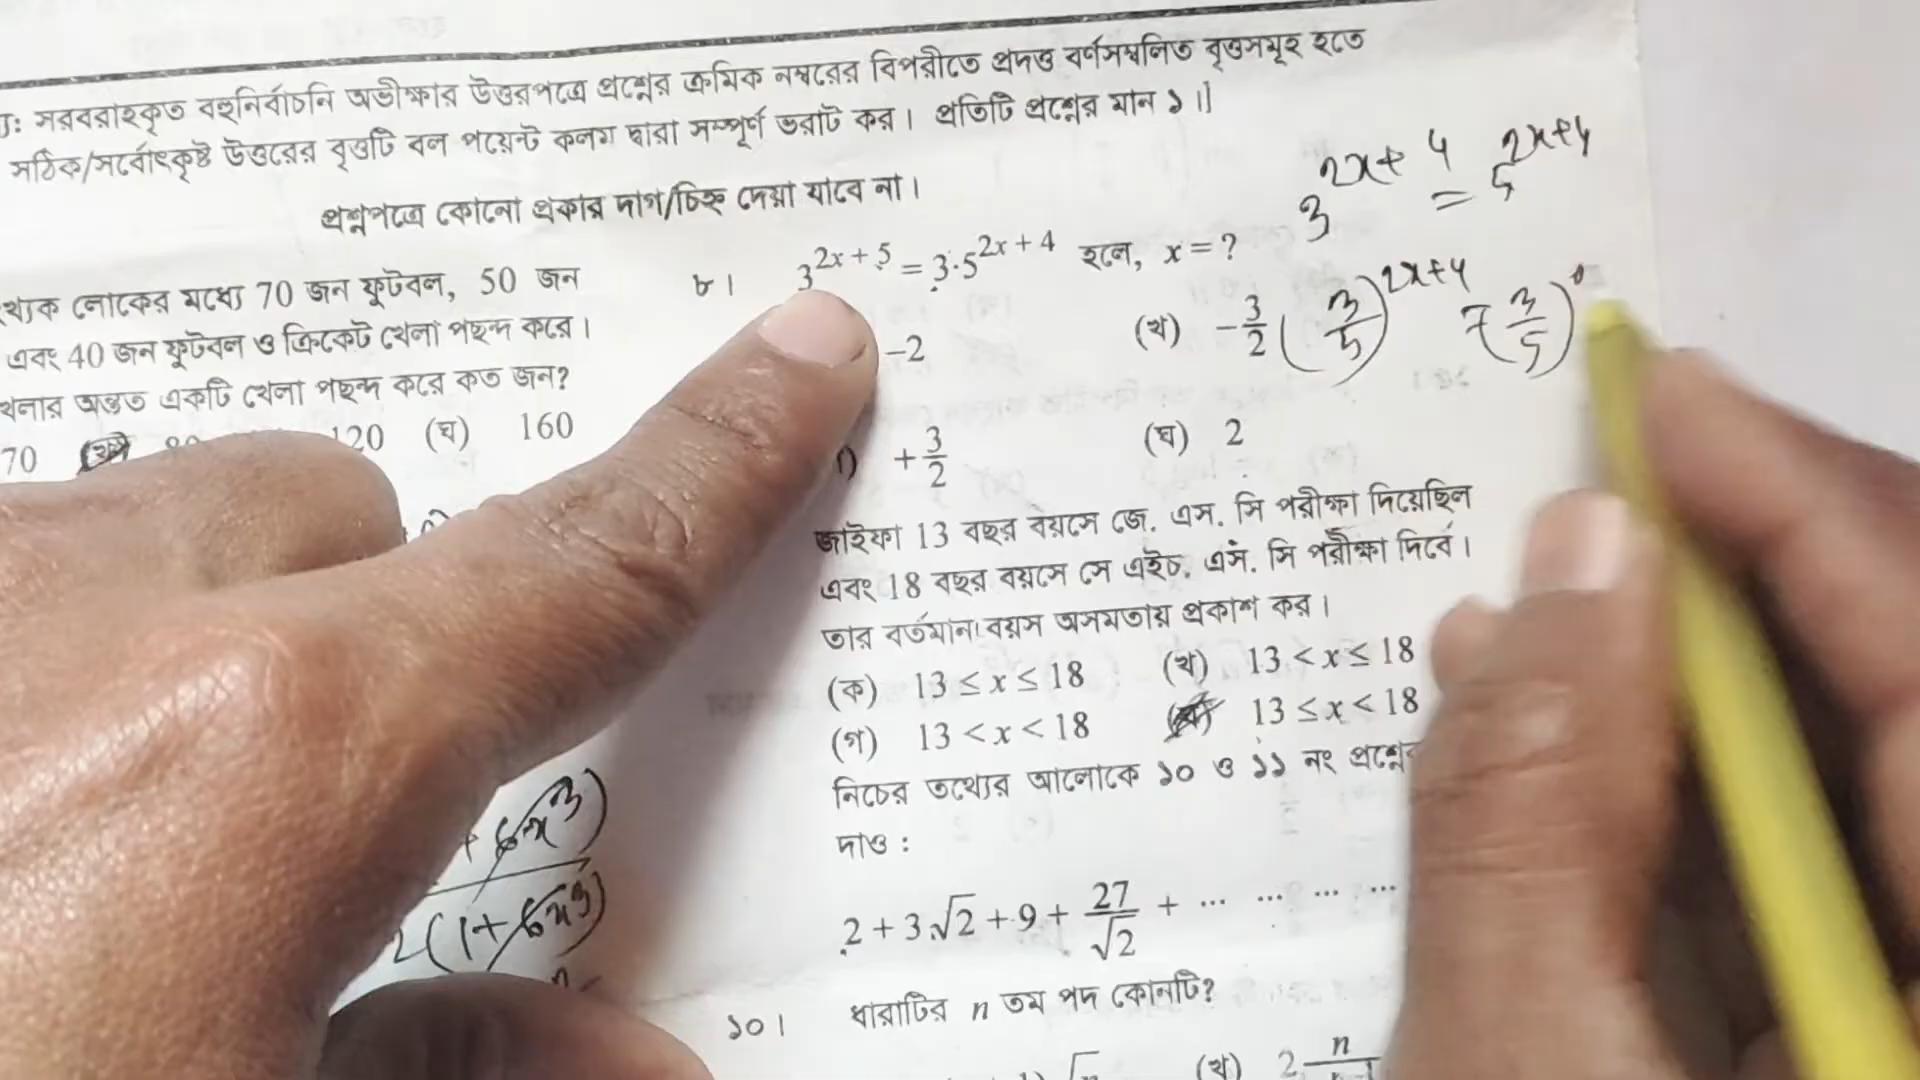 সরবরাহকৃত বহুনির্বাচনি অভীক্ষার উত্তরপত্রে প্রশ্নের ক্রমিক নম্বরের বিপরীতে প্রদত্ত বর্ণসম্বলিত বৃত্তসমূহ হতে
সঠিক/সর্বোৎকৃষ্ট উত্তরের বৃত্তটি বল পয়েন্ট কলম দ্বারা সম্পূর্ণ ভরাট কর। প্রতিটি প্রশ্নের মান ১।]
প্রশ্নপত্রে কোনো প্রকার দাগ/চিহ্ন দেয়া যাবে না।
লোকের মধ্যে 70 জন ফুটবল, 50 জন
এবং 40 জন ফুটবল ও ক্রিকেট খেলা পছন্দ করে।
অন্তত একটি খেলা পছন্দ করে কত জন?
70 120 (ঘ) 160
3^{2x+4} = 5^{2x+4}
৮। 3^{2x+5} = 3·5^{2x+4} হলে, x = ?
-2 (খ) -3/2
(3/5)^{2x+4} = (3/5)^0
+3/2 (ঘ) 2
জাইফা 13 বছর বয়সে জে. এস. সি পরীক্ষা দিয়েছিল
এবং 18 বছর বয়সে সে এইচ. এস. সি পরীক্ষা দিবে।
তার বর্তমান বয়স অসমতায় প্রকাশ কর।
(ক) 13 ≤ x ≤ 18 (খ) 13 < x ≤ 18
(গ) 13 < x < 18 13 ≤ x < 18
নিচের তথ্যের আলোকে ১০ ও ১১ নং
দাও :
2 + 3√2 + 9 + 27/√2 + ... ... ... ...
১০। ধারাটির n তম পদ কোনটি?
(খ)
2(1+6x^3)